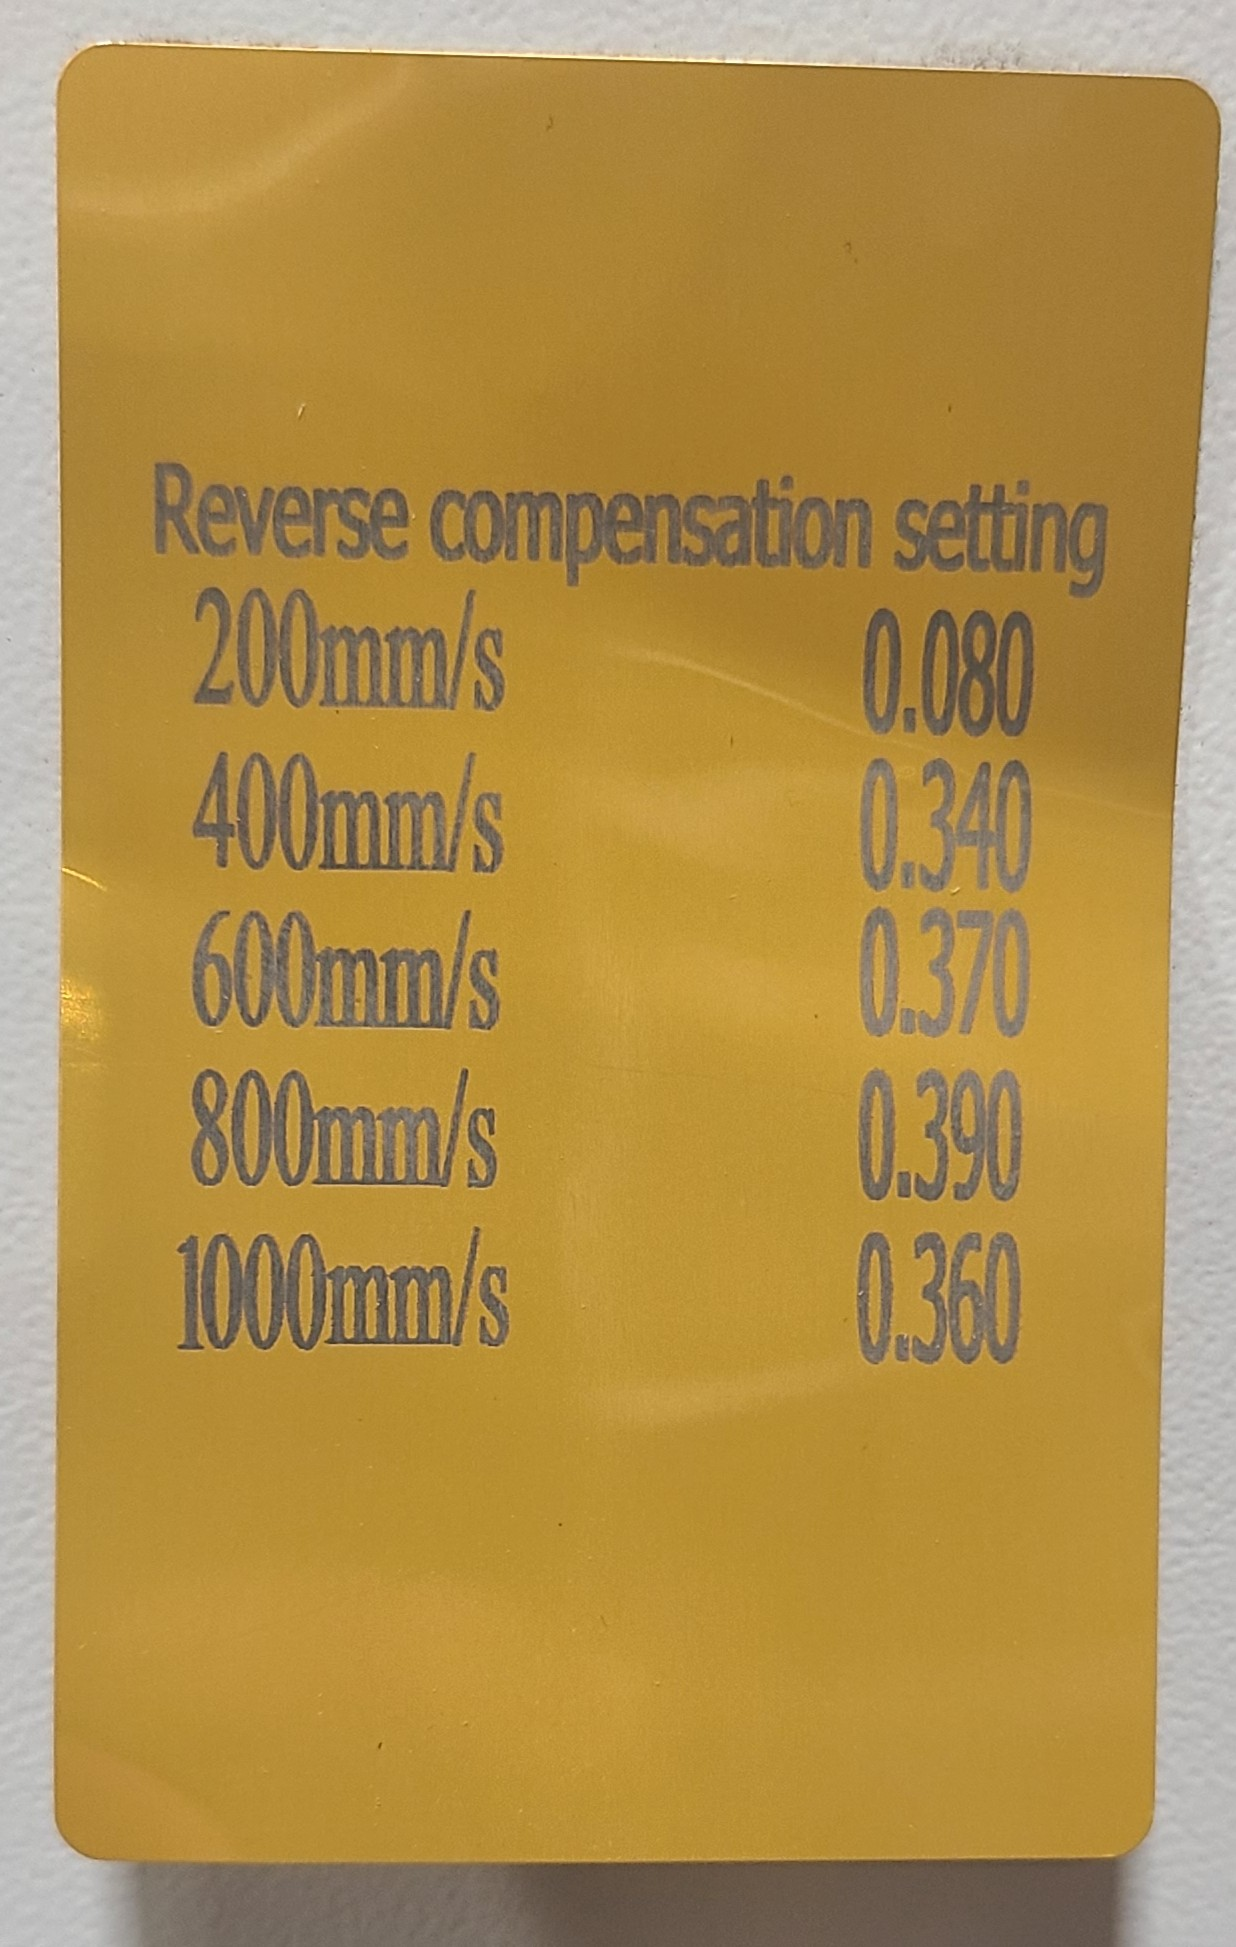 Reverse compensation setting
200mm/s 0.080
400mm/s 0.340
600mm/s 0.370
800mm/s 0.390
1000mm/s 0.360